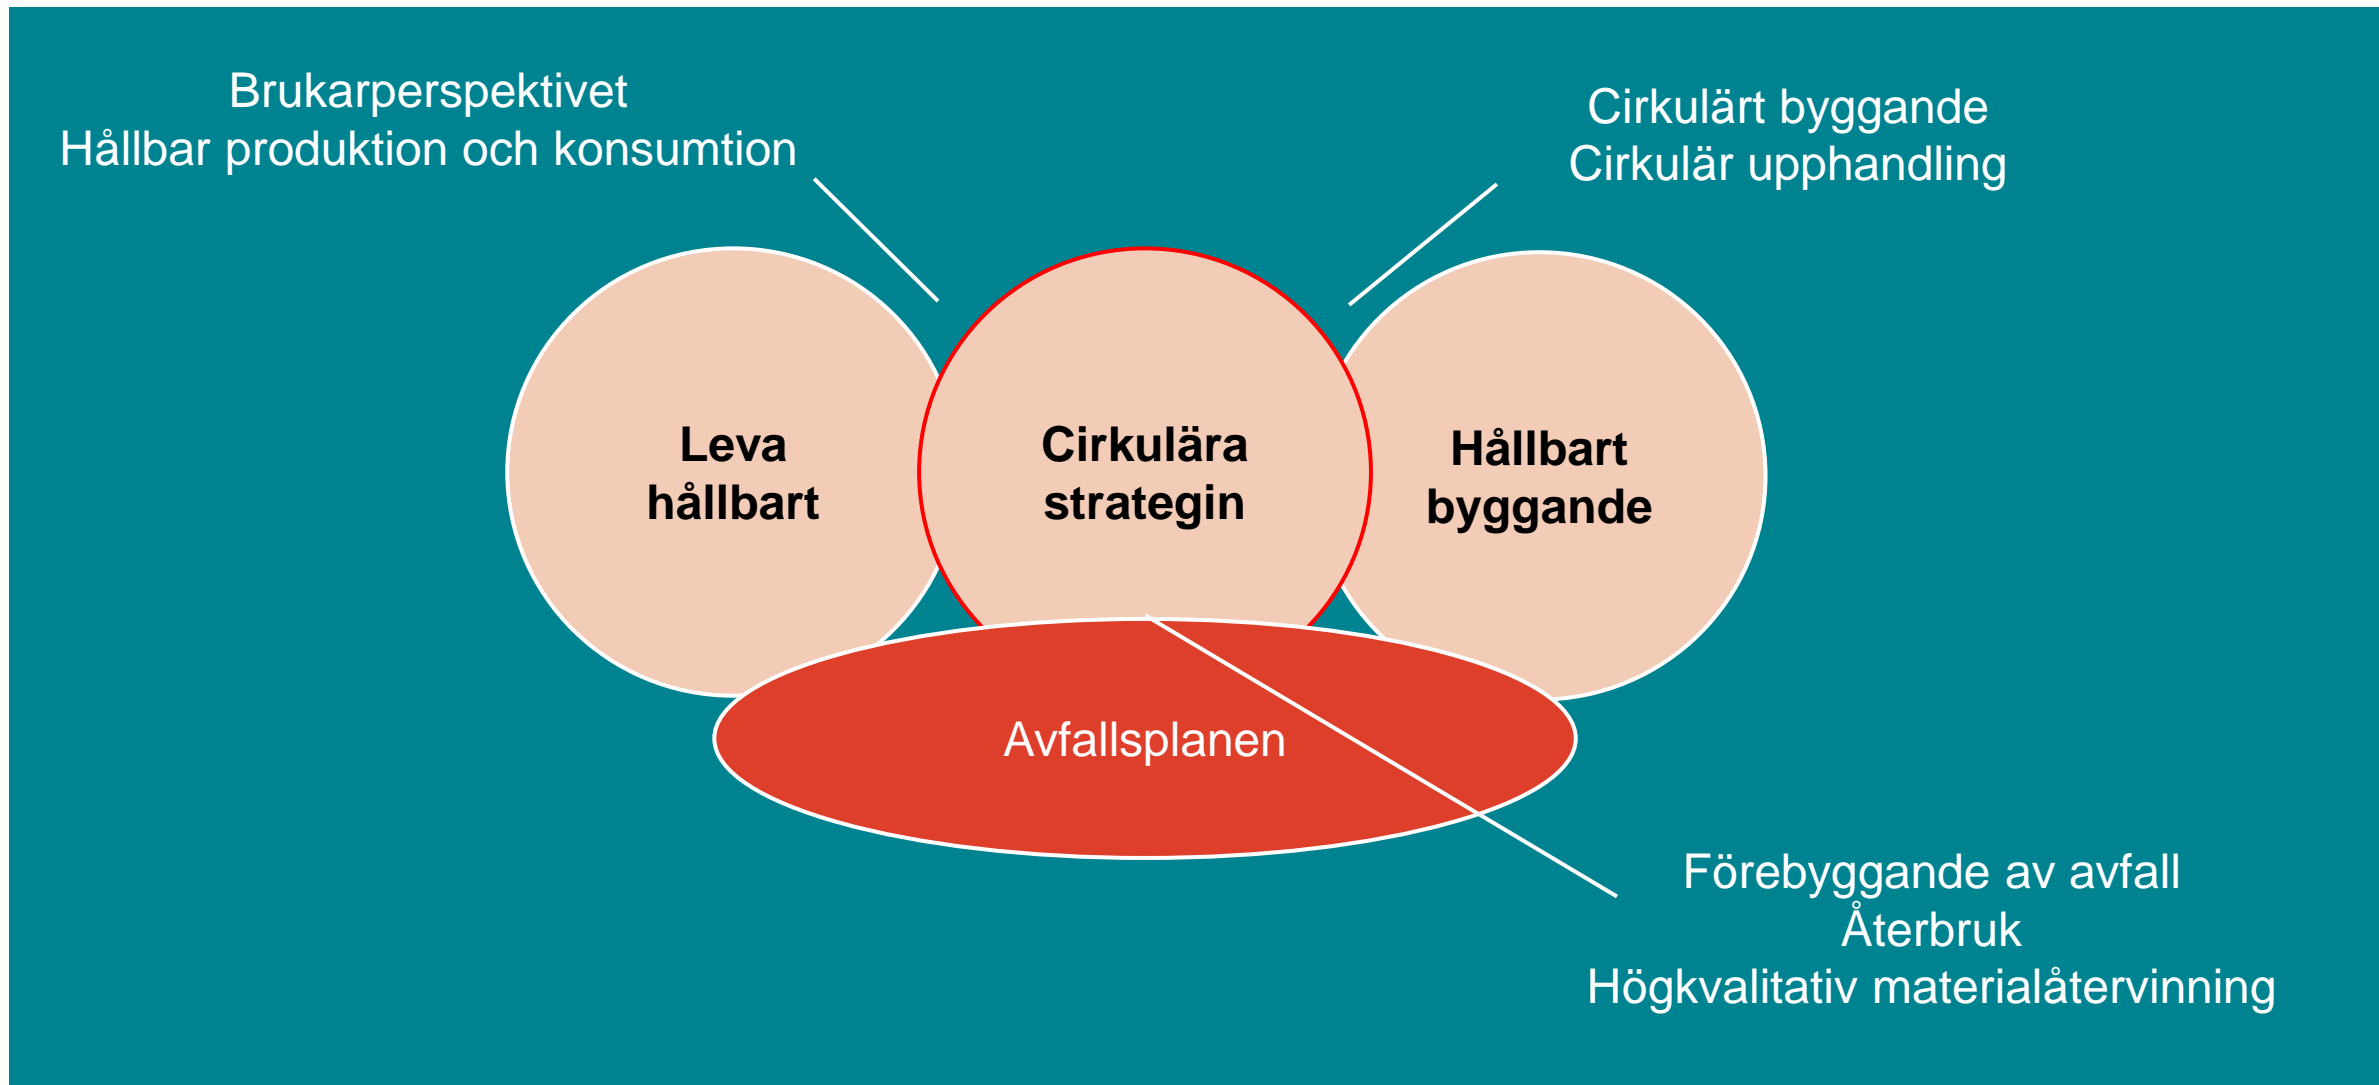 Brukarperspektivet
Hållbar produktion och konsumtion
Cirkulärt byggande
Cirkulär upphandling
Leva
hållbart
Cirkulära
strategin
Hållbart
byggande
Avfallsplanen
Förebyggande av avfall
Återbruk
Högkvalitativ materialåtervinning